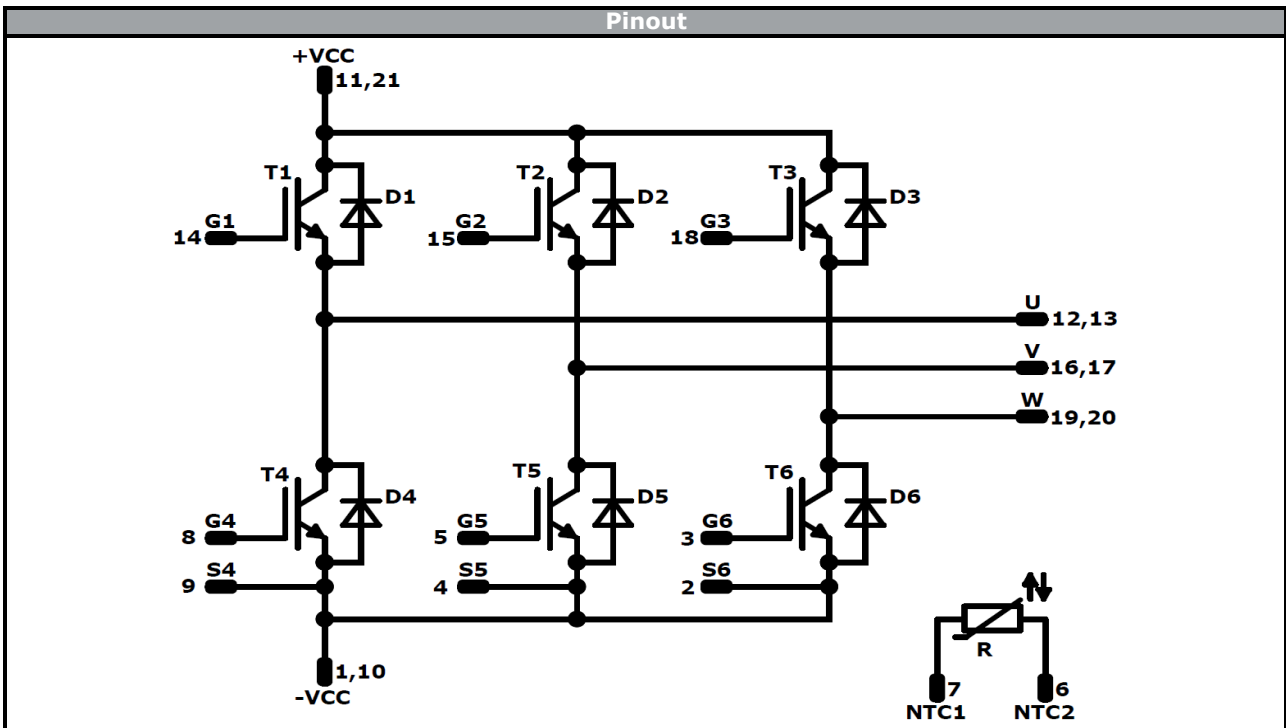 Pinout
+VCC
11,21
T1
D1
T2
D2
T3
D3
G1
14
G2
15
G3
18
U
12,13
V
16,17
W
19,20
T4
D4
T5
D5
T6
D6
G4
8
G5
5
G6
3
S4
9
S5
4
S6
2
R
1,10
-VCC
7
NTC1
6
NTC2